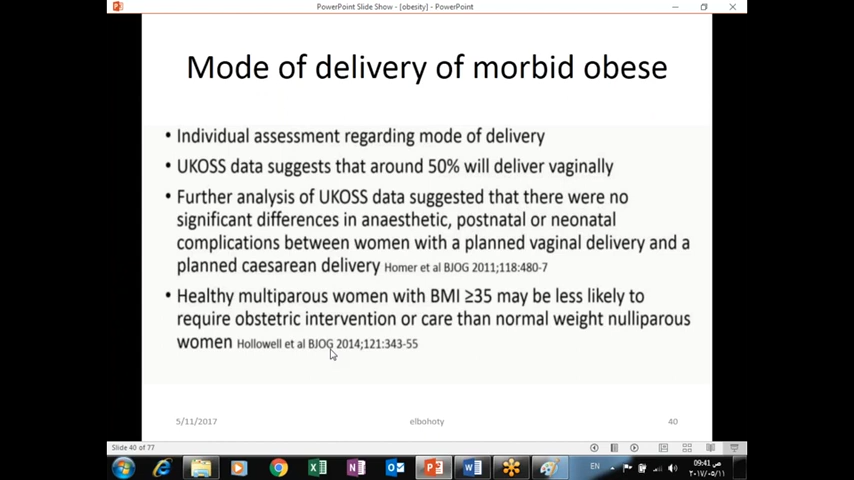 PowerPoint Slide Show - [obesity] - PowerPoint
Mode of delivery of morbid obese
• Individual assessment regarding mode of delivery
• UKOSS data suggests that around 50% will deliver vaginally
• Further analysis of UKOSS data suggested that there were no
significant differences in anaesthetic, postnatal or neonatal
complications between women with a planned vaginal delivery and a
planned caesarean delivery Homer et al BJOG 2011;118:480-7
• Healthy multiparous women with BMI ≥35 may be less likely to
require obstetric intervention or care than normal weight nulliparous
women Hollowell et al BJOG 2014;121:343-55
5/11/2017 elbohoty 40
Slide 40 of 77
EN
09:41 ص
٢٠١٧/٠٥/١١